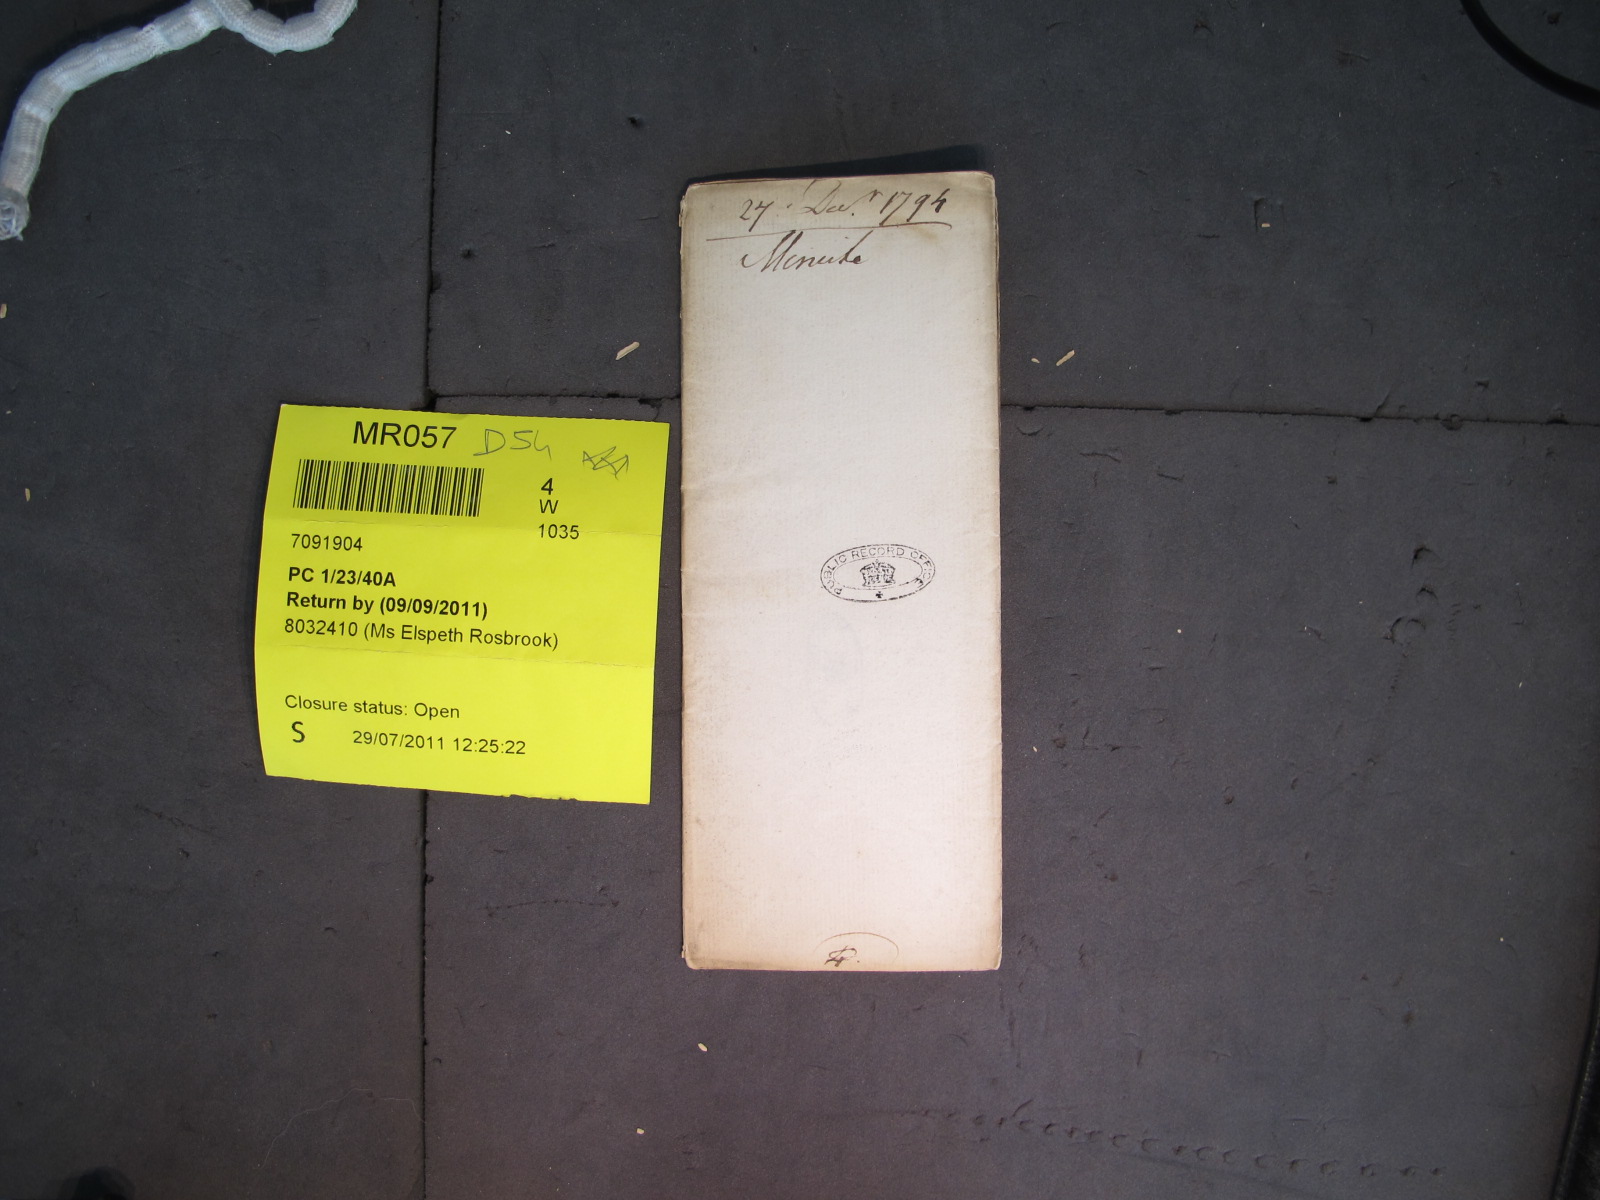 27 Decr. 1794
Minute
PUBLIC RECORD OFFICE
MR057 D54
4
W
1035
7091904
PC 1/23/40A
Return by (09/09/2011)
8032410 (Ms Elspeth Rosbrook)
Closure status: Open
S 29/07/2011 12:25:22